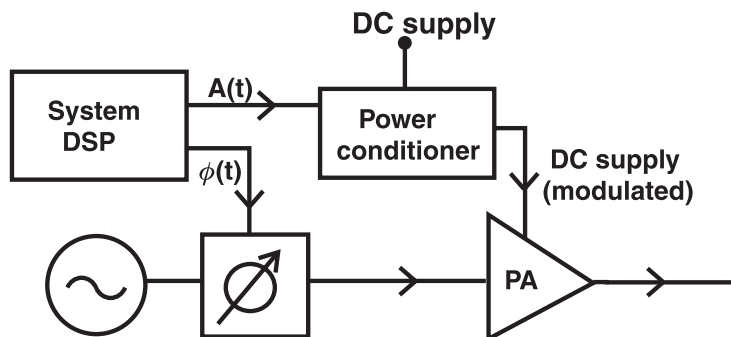 DC supply
System
DSP
A(t)
Power
conditioner
ϕ(t)
DC supply
(modulated)
PA